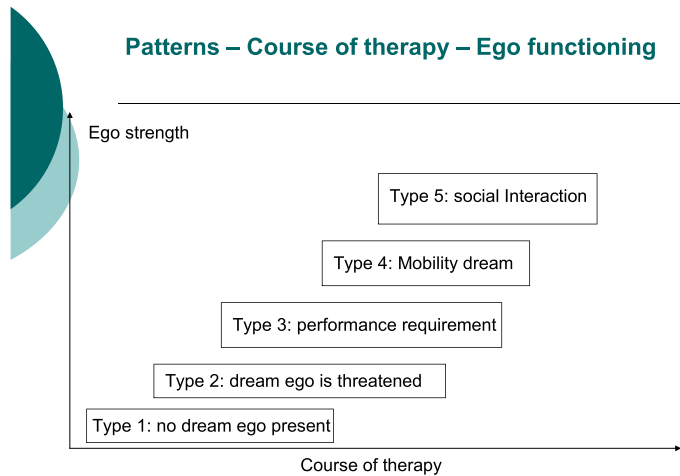 Patterns – Course of therapy – Ego functioning
Ego strength
Type 5: social Interaction
Type 4: Mobility dream
Type 3: performance requirement
Type 2: dream ego is threatened
Type 1: no dream ego present
Course of therapy